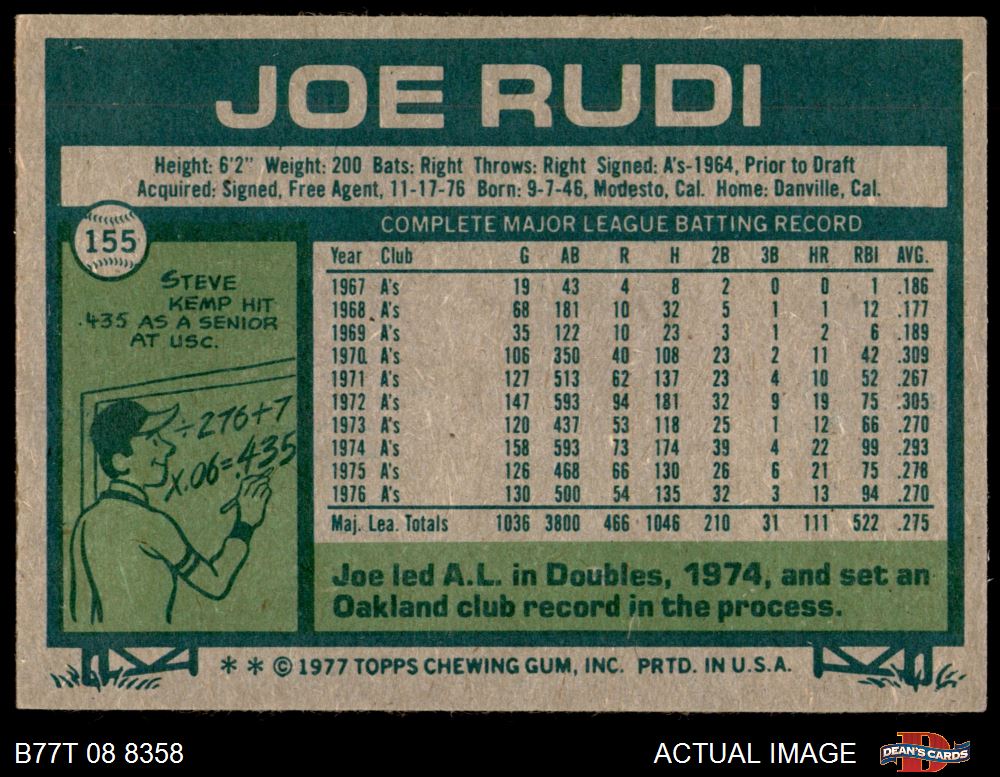 JOE RUDI
Height: 6'2" Weight: 200 Bats: Right Throws: Right Signed: A's-1964, Prior to Draft
Acquired: Signed, Free Agent, 11-17-76 Born: 9-7-46, Modesto, Cal. Home: Danville, Cal.
155
STEVE
KEMP HIT
.435 AS A SENIOR
AT USC.
÷276+7
x.06=.435
COMPLETE MAJOR LEAGUE BATTING RECORD
Year Club G AB R H 2B 3B HR RBI AVG.
1967 A's 19 43 4 8 2 0 0 1 .186
1968 A's 68 181 10 32 5 1 1 12 .177
1969 A's 35 122 10 23 3 1 2 6 .189
1970 A's 106 350 40 108 23 2 11 42 .309
1971 A's 127 513 62 137 23 4 10 52 .267
1972 A's 147 593 94 181 32 9 19 75 .305
1973 A's 120 437 53 118 25 1 12 66 .270
1974 A's 158 593 73 174 39 4 22 99 .293
1975 A's 126 468 66 130 26 6 21 75 .278
1976 A's 130 500 54 135 32 3 13 94 .270
Maj. Lea. Totals 1036 3800 466 1046 210 31 111 522 .275
Joe led A.L. in Doubles, 1974, and set an
Oakland club record in the process.
* * © 1977 TOPPS CHEWING GUM, INC. PRTD. IN U.S.A.
B77T 08 8358
ACTUAL IMAGE
DEAN'S CARDS